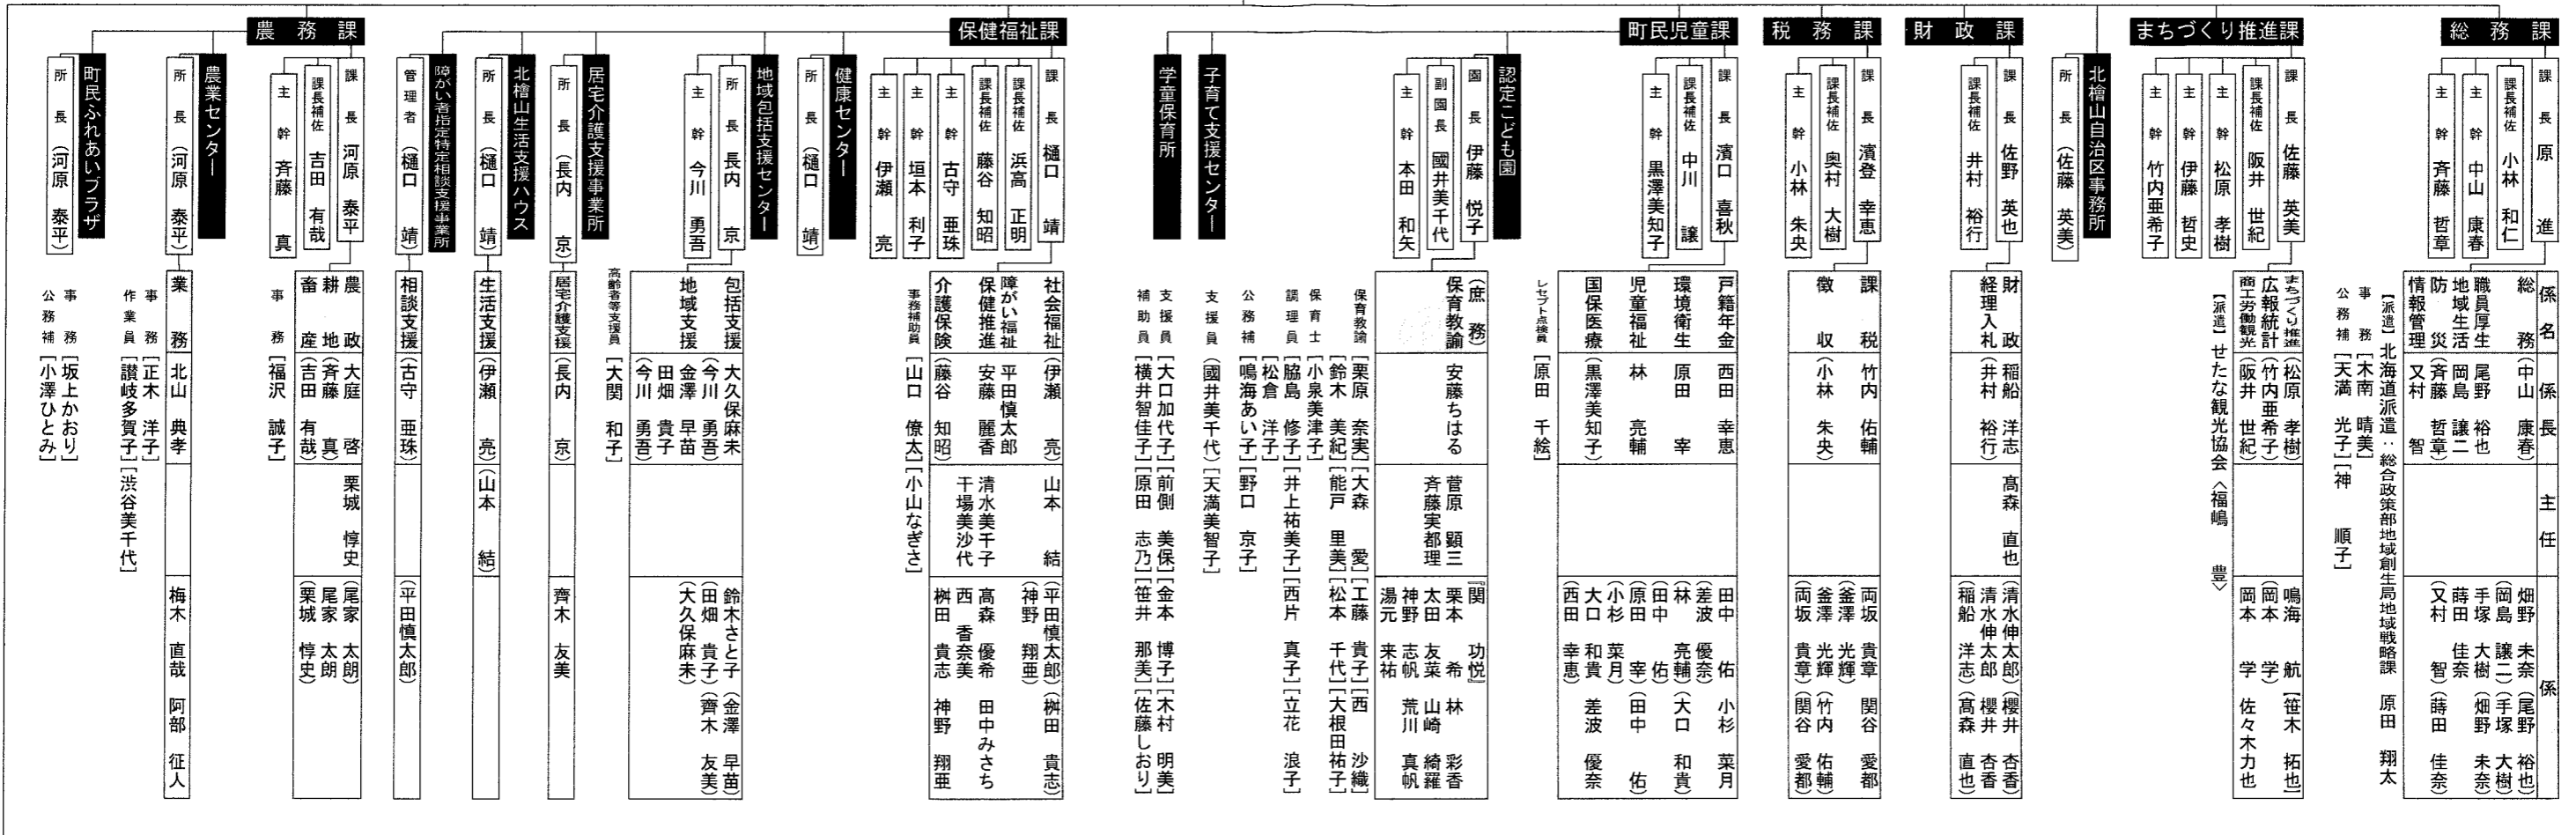 総務課
課長 原 進
課長補佐 小林 和仁
主幹 中山 康春
主幹 斉藤 哲章
係名 係長 主任 係
総務 (中山 康春) 畑野 未奈 (尾野 裕也)
職員厚生 尾野 裕也 (岡島 譲二) (手塚 大樹)
地域生活 岡島 譲二 手塚 大樹 (畑野 未奈)
防災 (斉藤 哲章) 蒔田 佳奈
情報管理 又村 智 (又村 智) (蒔田 佳奈)
【派遣】北海道派遣:総合政策部地域創生局地域戦略課 原田 翔太
事務 [木南 晴美]
公務補 [天満 光子] [神 順子]
まちづくり推進課
課長 佐藤 英美
課長補佐 阪井 世紀
主幹 松原 孝樹
主幹 伊藤 哲史
主幹 竹内亜希子
まちづくり推進 (松原 孝樹) 鳴海 航 [笹木 拓也]
広報統計 (竹内亜希子) (岡本 学)
商工労働観光 (阪井 世紀) 岡本 学 佐々木力也
【派遣】せたな観光協会〈福嶋 豊〉
北檜山自治区事務所
所長 (佐藤 英美)
財政課
課長 佐野 英也
課長補佐 井村 裕行
財政 稲船 洋志 髙森 直也 (清水伸太郎) (櫻井 杏香)
経理入札 (井村 裕行) 清水伸太郎 櫻井 杏香
(稲船 洋志) (髙森 直也)
税務課
課長 濱登 幸恵
課長補佐 奥村 大樹
主幹 小林 朱央
課税 竹内 佑輔 両坂 貴章 関谷 愛都
(釜澤 光輝)
徴収 (小林 朱央) 釜澤 光輝 (竹内 佑輔)
(両坂 貴章) (関谷 愛都)
町民児童課
課長 濱口 喜秋
課長補佐 中川 譲
主幹 黒澤美知子
戸籍年金 西田 幸恵 田中 佑 小杉 菜月
(差波 優奈)
環境衛生 原田 宰 (林 亮輔) (大口 和貴)
(田中 佑)
児童福祉 林 亮輔 (原田 宰) (田中 佑)
(小杉 菜月)
国保医療 (黒澤美知子) 大口 和貴 差波 優奈
(西田 幸恵)
レセプト点検員 [原田 千絵]
認定こども園
園長 伊藤 悦子
副園長 國井美千代
主幹 本田 和矢
(庶務) 『関 功悦』
保育教諭 安藤ちはる 菅原 顕三 栗本 希 林 彩香
斉藤実都理 太田 友菜 山崎 綺羅
神野 志帆 荒川 真帆
湯元 来祐
保育教諭 [栗原 奈実] [大森 愛] [工藤 貴子] [西 沙織]
[鈴木 美紀] [能戸 里美] [松本 千代] [大根田祐子]
保育士 [小泉美津子]
調理員 [脇島 修子] [井上祐美子] [西片 真子] [立花 浪子]
[松倉 洋子]
公務補 [鳴海あい子] [野口 京子]
子育て支援センター
支援員 (國井美千代) [天満美智子]
学童保育所
支援員 [大口加代子] [前側 美保] [金本 博子] [木村 明美]
補助員 [横井智佳子] [原田 志乃] [笹井 那美] [佐藤しおり]
保健福祉課
課長 樋口 靖
課長補佐 浜高 正明
課長補佐 藤谷 知昭
主幹 古守 亜珠
主幹 垣本 利子
主幹 伊瀬 亮
社会福祉 (伊瀬 亮) 山本 結 (平田慎太郎) (桝田 貴志)
(神野 翔亜)
障がい福祉 平田慎太郎
保健推進 安藤 麗香 清水美千子 髙森 優希 田中みさち
干場美沙代 西 香奈美
介護保険 (藤谷 知昭) 桝田 貴志 神野 翔亜
事務補助員 [山口 僚太] [小山なぎさ]
健康センター
所長 (樋口 靖)
地域包括支援センター
所長 長内 京
主幹 今川 勇吾
包括支援 大久保麻未 鈴木さと子 (金澤 早苗)
(今川 勇吾) (田畑 貴子) (齊木 友美)
地域支援 金澤 早苗 (大久保麻未)
田畑 貴子
(今川 勇吾)
高齢者等支援員 [大関 和子]
居宅介護支援事業所
所長 (長内 京)
居宅介護支援 (長内 京) 齊木 友美
北檜山生活支援ハウス
所長 (樋口 靖)
生活支援 (伊瀬 亮) (山本 結)
障がい者指定特定相談支援事業所
管理者 (樋口 靖)
相談支援 (古守 亜珠) (平田慎太郎)
農務課
課長 河原 泰平
課長補佐 吉田 有哉
主幹 斉藤 真
農政 大庭 啓 栗城 惇史 (尾家 太朗)
耕地 (斉藤 真) 尾家 太朗
畜産 (吉田 有哉) (栗城 惇史)
事務 [福沢 誠子]
農業センター
所長 (河原 泰平)
業務 北山 典孝 梅木 直哉 阿部 征人
事務 [正木 洋子]
作業員 [讃岐多賀子] [渋谷美千代]
町民ふれあいプラザ
所長 (河原 泰平)
事務 [坂上かおり]
公務補 [小澤ひとみ]